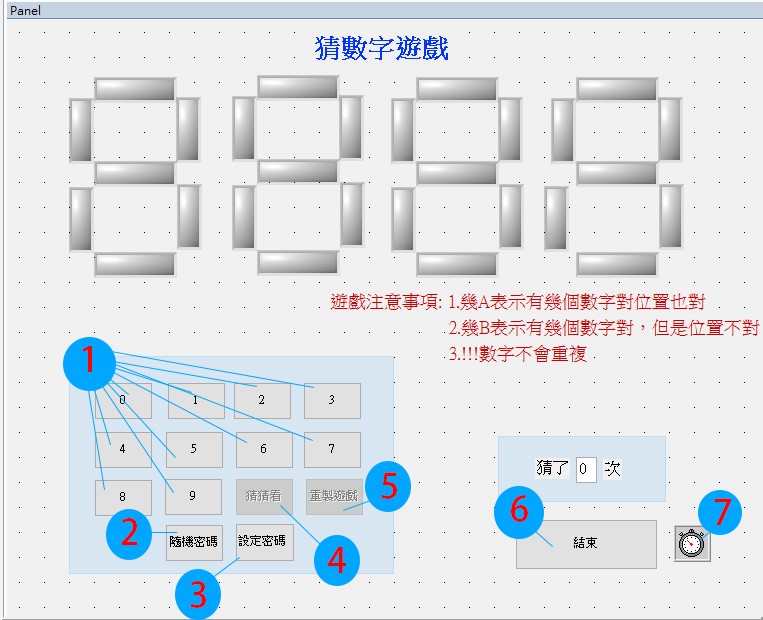 Panel
猜數字遊戲
遊戲注意事項: 1.幾A表示有幾個數字對位置也對
2.幾B表示有幾個數字對，但是位置不對
3.!!!數字不會重複
1
0 1 2 3
4 5 6 7
8 9 猜猜看 重製遊戲
5
猜了 0 次
2 隨機密碼 設定密碼
3
4
6
結束
7